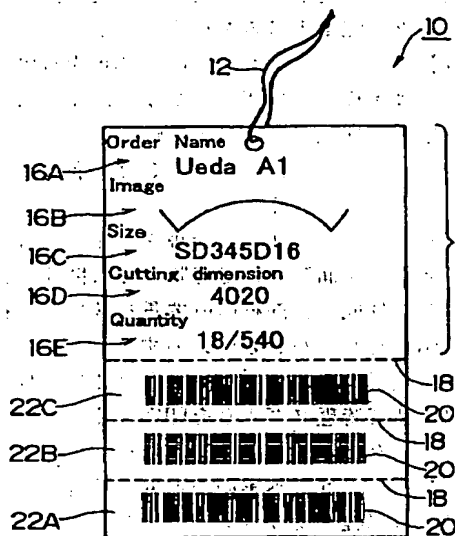 10
12
Order Name
Ueda A1
16A
Image
16B
Size
16C
SD345D16
Cutting dimension
16D
4020
Quantity
16E
18/540
18
22C
20
18
22B
20
18
22A
20